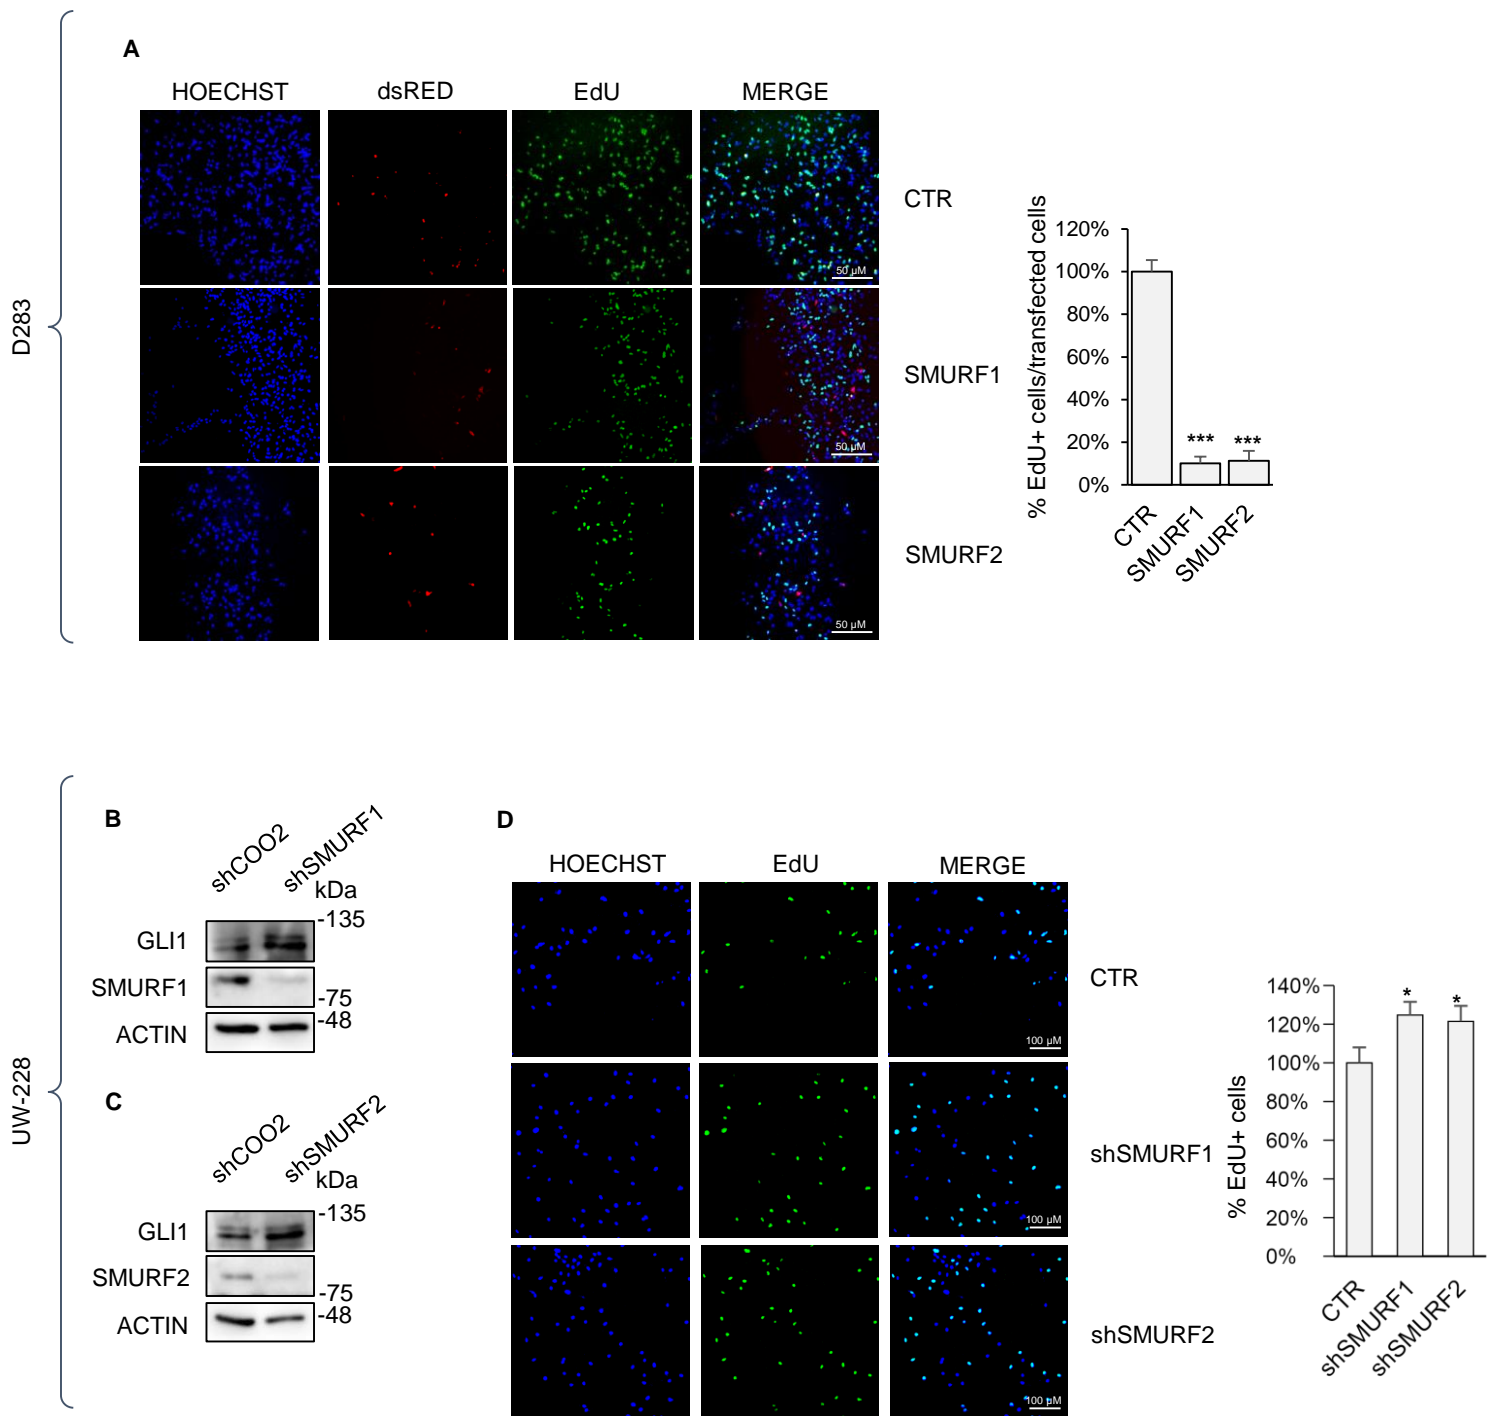 A
HOECHST dsRED EdU MERGE
CTR
50 µM
SMURF1
50 µM
SMURF2
50 µM
D283
% EdU+ cells/transfected cells
120%
100%
80%
60%
40%
20%
0%
*** ***
CTR SMURF1 SMURF2
UW-228
B
shCOO2 shSMURF1
kDa
-135
GLI1
SMURF1
-75
-48
ACTIN
C
shCOO2 shSMURF2
kDa
-135
GLI1
SMURF2
-75
-48
ACTIN
D
HOECHST EdU MERGE
CTR
100 µM
shSMURF1
100 µM
shSMURF2
100 µM
% EdU+ cells
140%
120%
100%
80%
60%
40%
20%
0%
* *
CTR shSMURF1 shSMURF2